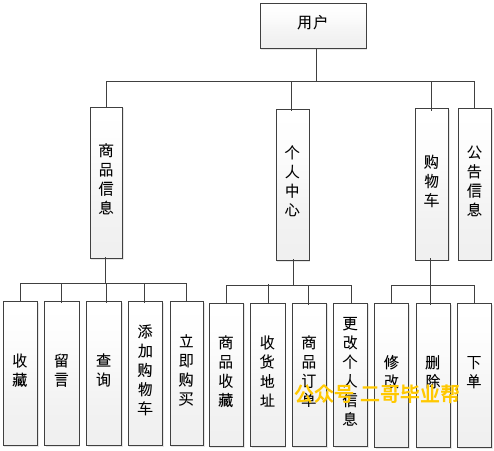 用户
商品信息
个人中心
购物车
公告信息
收藏
留言
查询
添加购物车
立即购买
商品收藏
收货地址
商品订单
更改个人信息
修改
删除
下单
公众号 二哥毕业帮